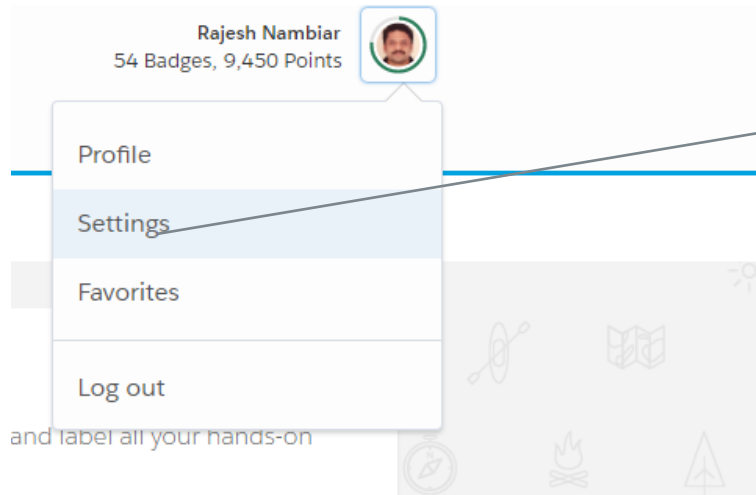 Rajesh Nambiar
54 Badges, 9,450 Points
Profile
Settings
Favorites
Log out
and label all your hands-on